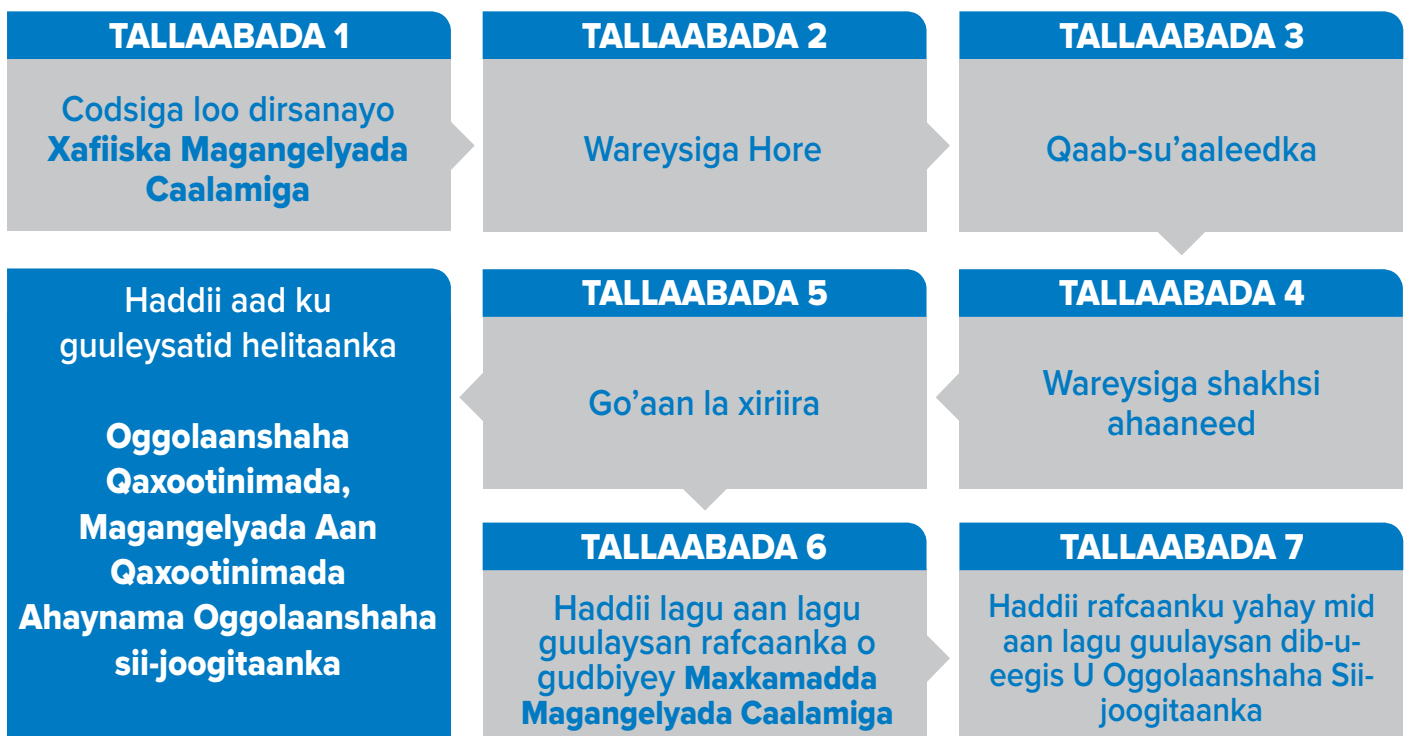 TALLAABADA 1
Codsiga loo dirsanayo
Xafiiska Magangelyada
Caalamiga
TALLAABADA 2
Wareysiga Hore
TALLAABADA 3
Qaab-su’aaleedka
TALLAABADA 4
Wareysiga shakhsi
ahaaneed
TALLAABADA 5
Go’aan la xiriira
Haddii aad ku
guuleysatid helitaanka
Oggolaanshaha
Qaxootinimada,
Magangelyada Aan
Qaxootinimada
Ahaynama Oggolaanshaha
sii-joogitaanka
TALLAABADA 6
Haddii lagu aan lagu
guulaysan rafcaanka o
gudbiyey Maxkamadda
Magangelyada Caalamiga
TALLAABADA 7
Haddii rafcaanku yahay mid
aan lagu guulaysan dib-u-
eegis U Oggolaanshaha Sii-
joogitaanka